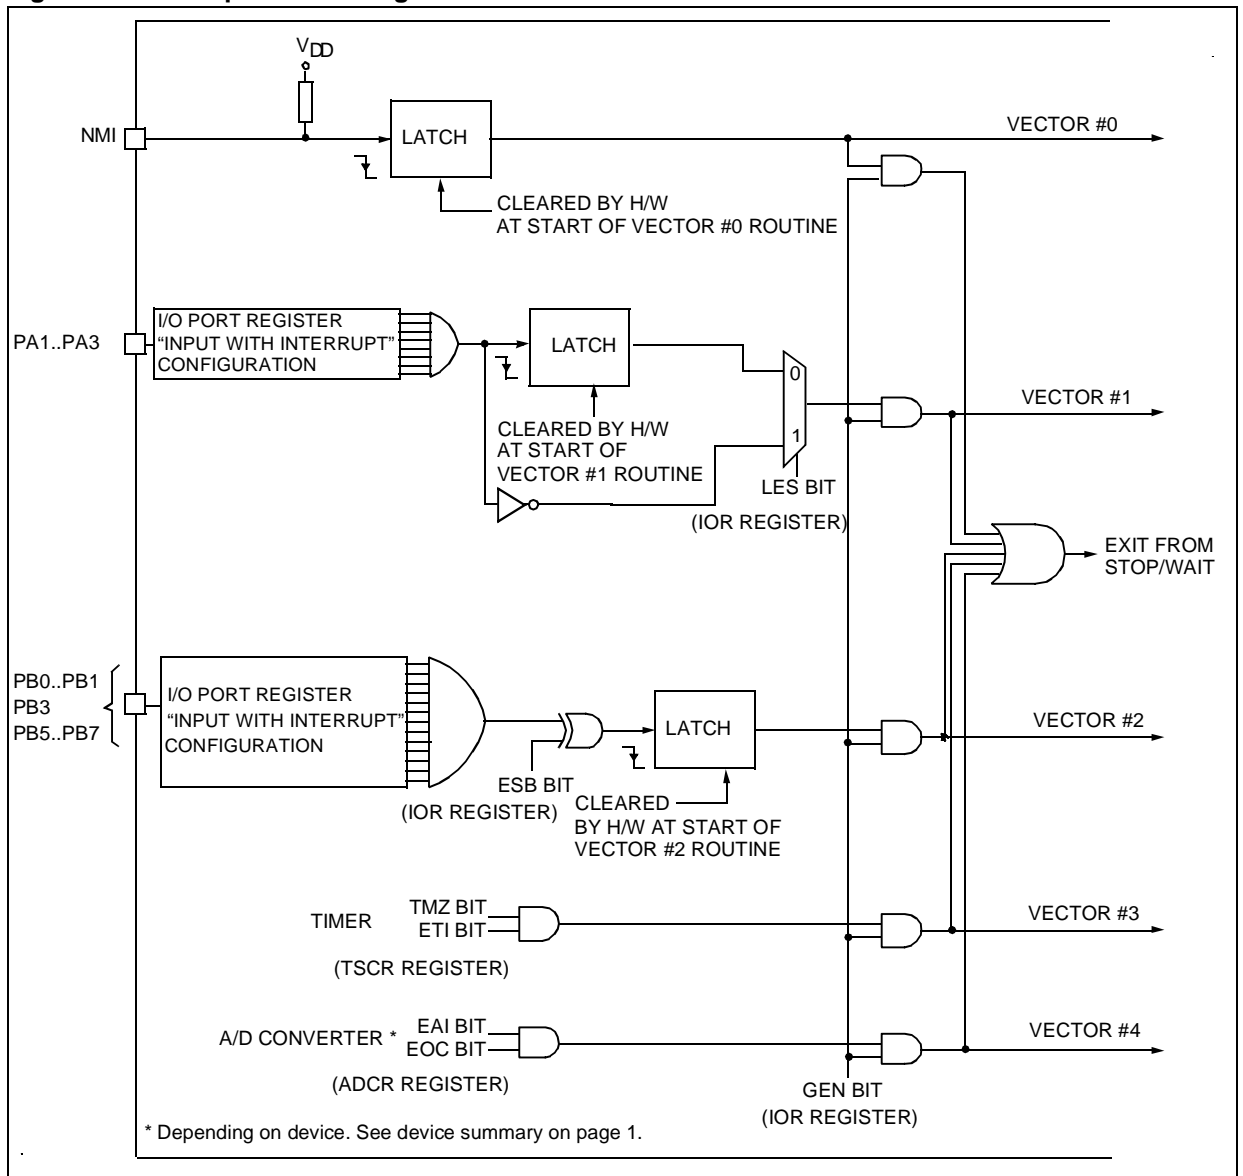 VDD
NMI
LATCH
VECTOR #0
CLEARED BY H/W
AT START OF VECTOR #0 ROUTINE
PA1..PA3
I/O PORT REGISTER
“INPUT WITH INTERRUPT”
CONFIGURATION
LATCH
0
1
VECTOR #1
CLEARED BY H/W
AT START OF
VECTOR #1 ROUTINE
LES BIT
(IOR REGISTER)
EXIT FROM
STOP/WAIT
PB0..PB1
PB3
PB5..PB7
I/O PORT REGISTER
“INPUT WITH INTERRUPT”
CONFIGURATION
ESB BIT
(IOR REGISTER)
LATCH
VECTOR #2
CLEARED
BY H/W AT START OF
VECTOR #2 ROUTINE
TIMER
TMZ BIT
ETI BIT
(TSCR REGISTER)
VECTOR #3
A/D CONVERTER *
EAI BIT
EOC BIT
(ADCR REGISTER)
VECTOR #4
GEN BIT
(IOR REGISTER)
* Depending on device. See device summary on page 1.